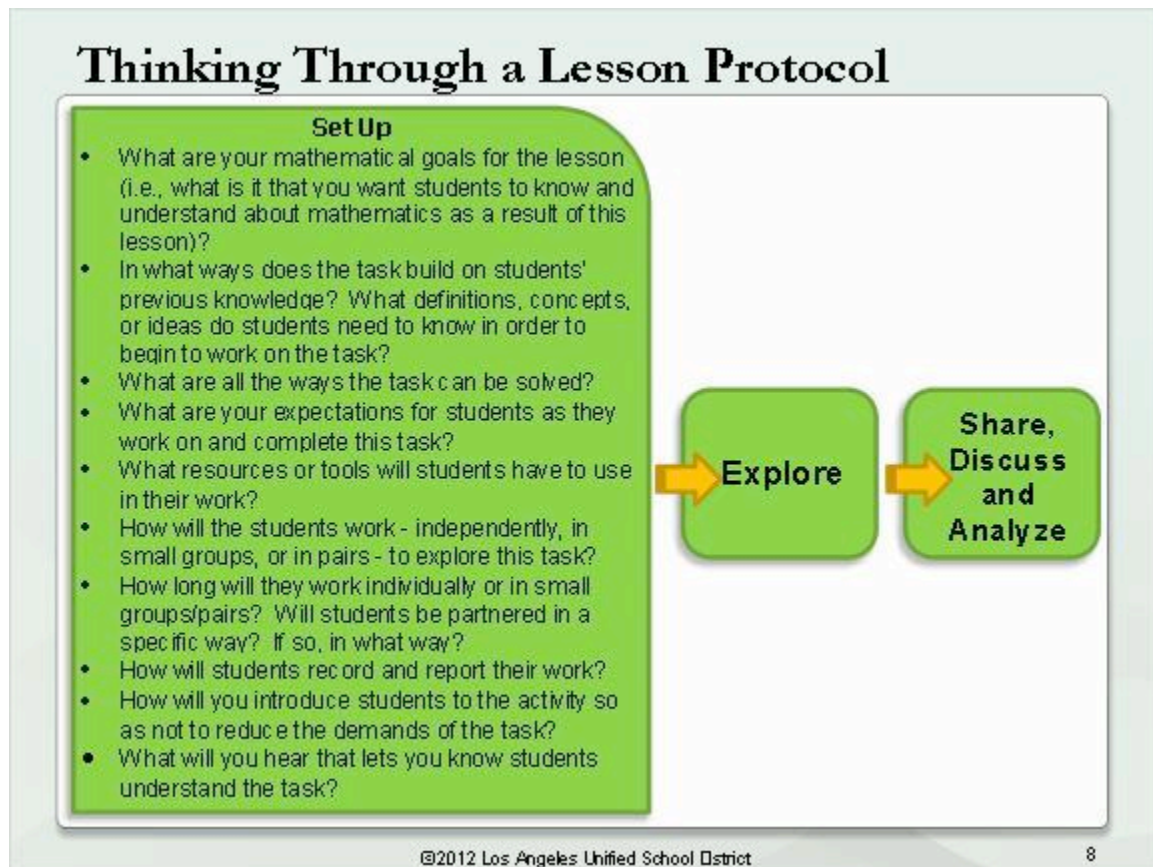 Thinking Through a Lesson Protocol
Set Up
• What are your mathematical goals for the lesson
(i.e., what is it that you want students to know and
understand about mathematics as a result of this
lesson)?
• In what ways does the task build on students'
previous knowledge? What definitions, concepts,
or ideas do students need to know in order to
begin to work on the task?
• What are all the ways the task can be solved?
• What are your expectations for students as they
work on and complete this task?
• What resources or tools will students have to use
in their work?
• How will the students work - independently, in
small groups, or in pairs - to explore this task?
• How long will they work individually or in small
groups/pairs? Will students be partnered in a
specific way? If so, in what way?
• How will students record and report their work?
• How will you introduce students to the activity so
as not to reduce the demands of the task?
• What will you hear that lets you know students
understand the task?
Explore
Share,
Discuss
and
Analyze
©2012 Los Angeles Unified School District
8